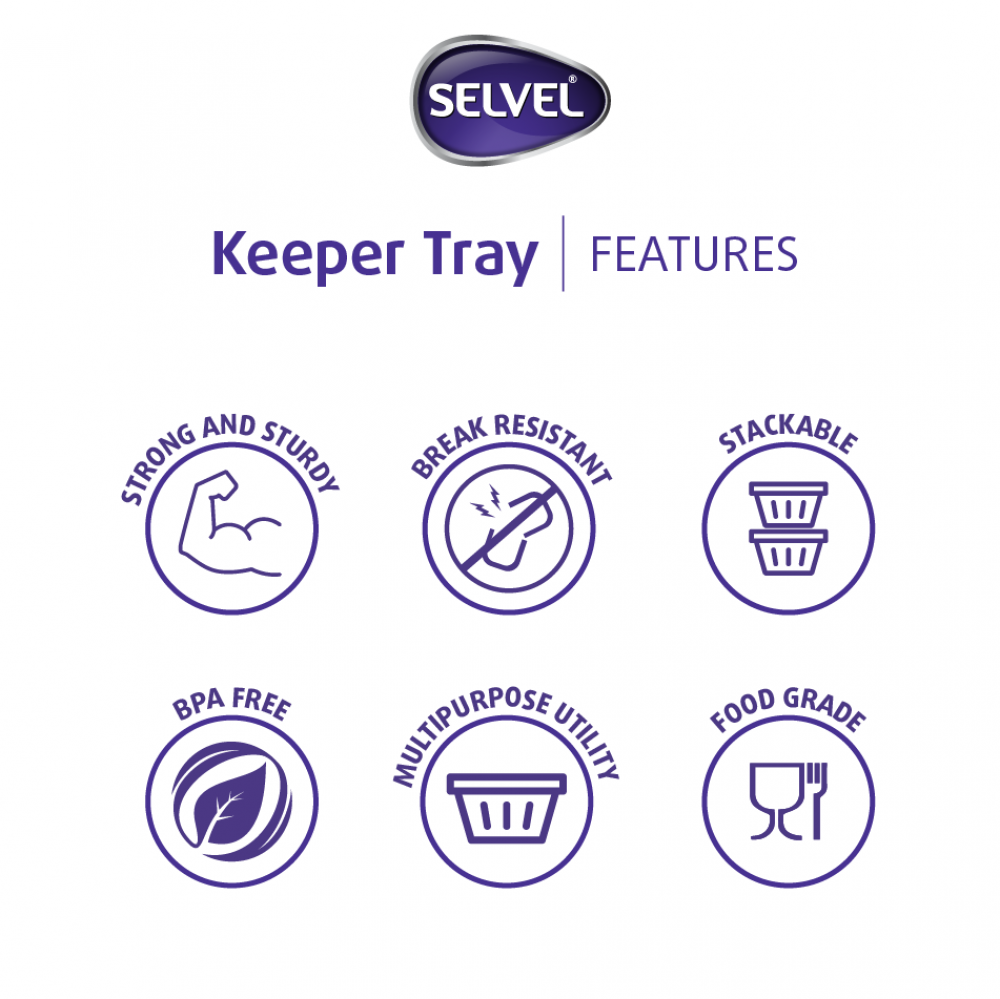 SELVEL®
Keeper Tray | FEATURES
STRONG AND STURDY
BREAK RESISTANT
STACKABLE
BPA FREE
MULTIPURPOSE UTILITY
FOOD GRADE